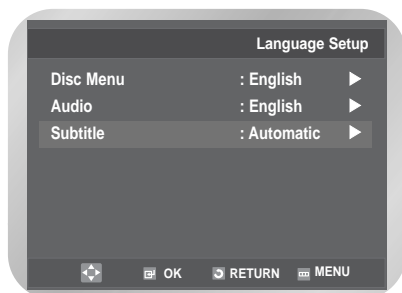 Language Setup
Disc Menu : English ▶
Audio : English ▶
Subtitle : Automatic ▶
OK RETURN MENU